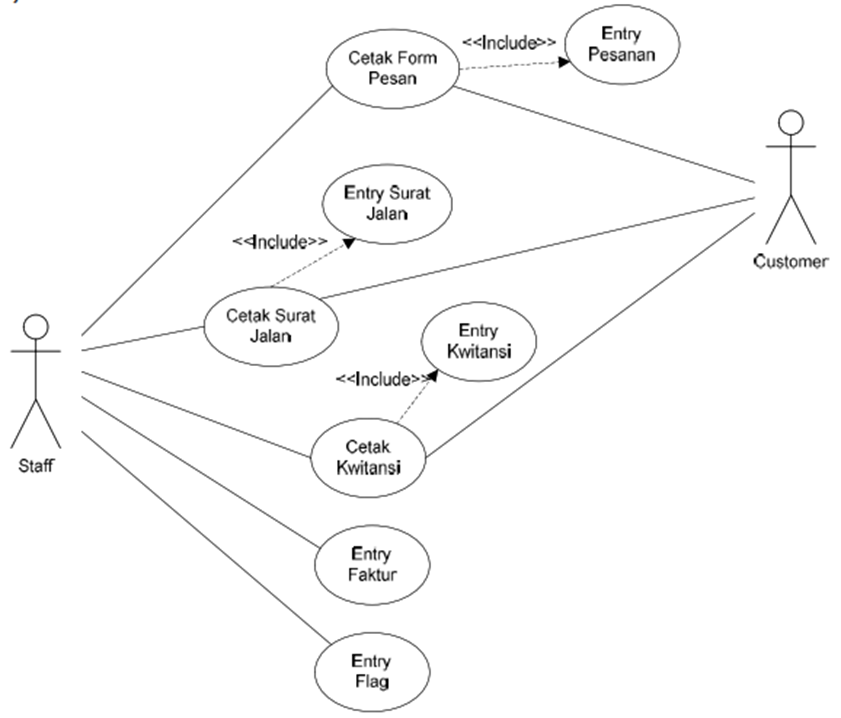 <<Include>>
Entry
Pesanan
Cetak Form
Pesan
Entry Surat
Jalan
<<Include>>
Customer
Cetak Surat
Jalan
Entry
Kwitansi
<<Include>>
Staff
Cetak
Kwitansi
Entry
Faktur
Entry
Flag